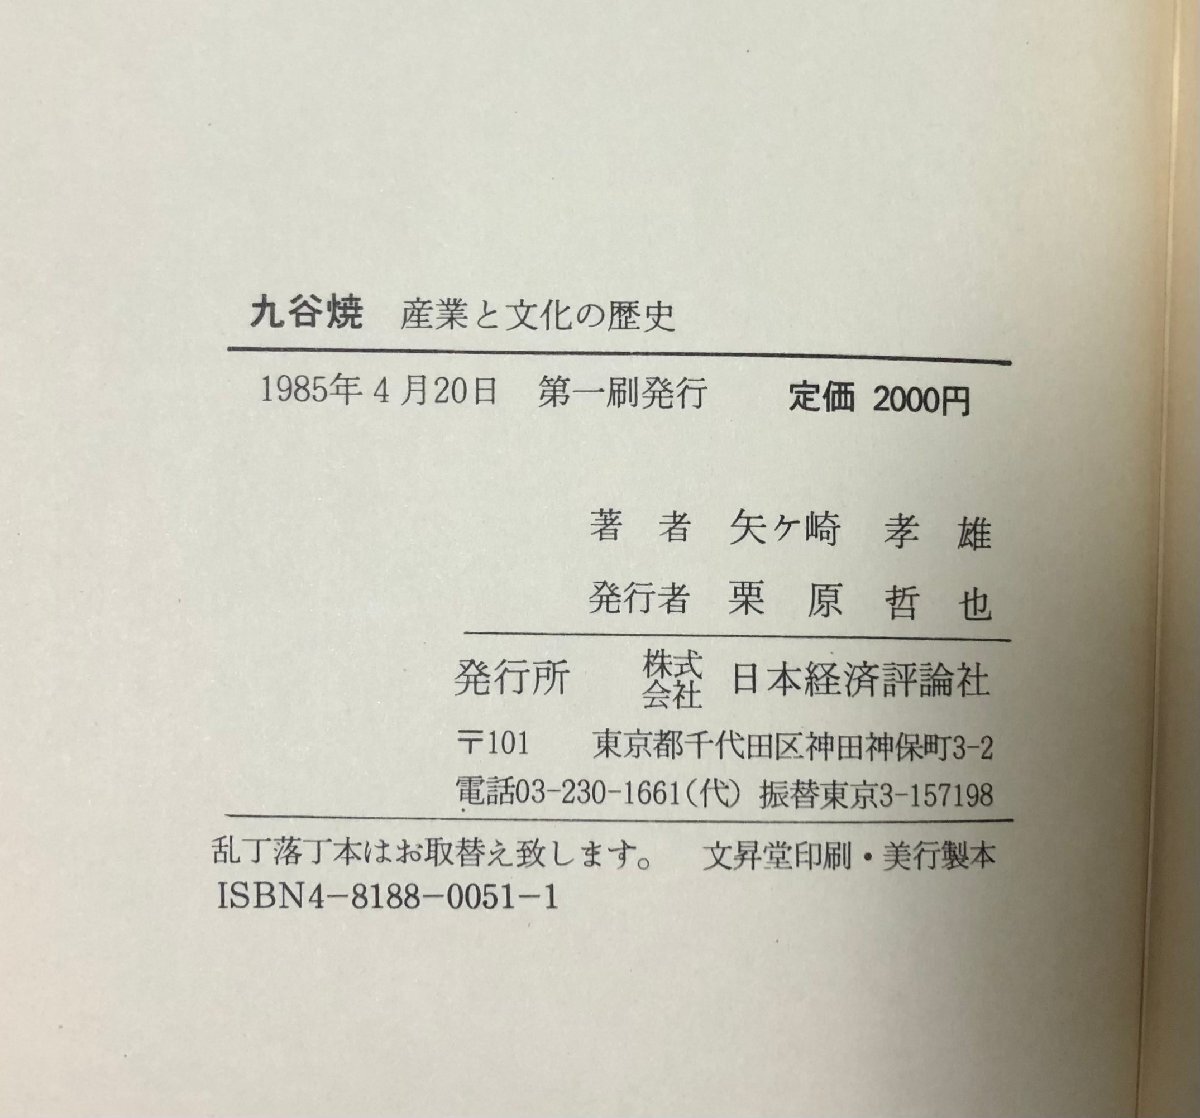 九谷焼 産業と文化の歴史
1985年4月20日 第一刷発行 定価 2000円
著者 矢ケ崎 孝雄
発行者 栗原哲也
発行所 株式会社 日本経済評論社
〒101 東京都千代田区神田神保町3-2
電話03-230-1661(代) 振替東京3-157198
乱丁落丁本はお取替え致します。 文昇堂印刷・美行製本
ISBN4-8188-0051-1